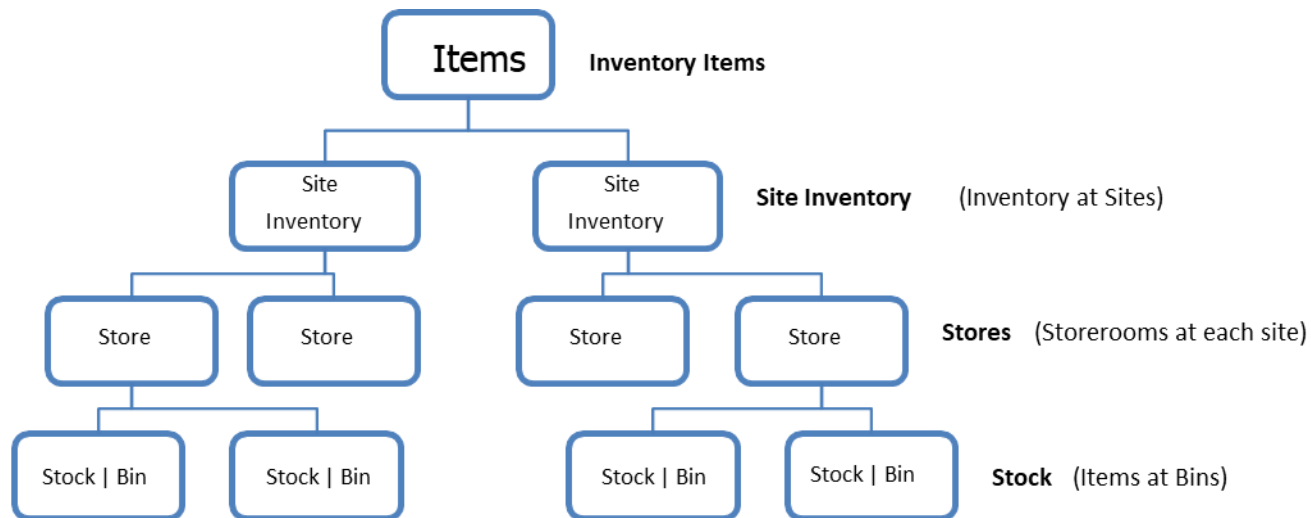 Items
Inventory Items
Site
Inventory
Site
Inventory
Site Inventory (Inventory at Sites)
Store
Store
Store
Store
Stores (Storerooms at each site)
Stock | Bin
Stock | Bin
Stock | Bin
Stock | Bin
Stock (Items at Bins)